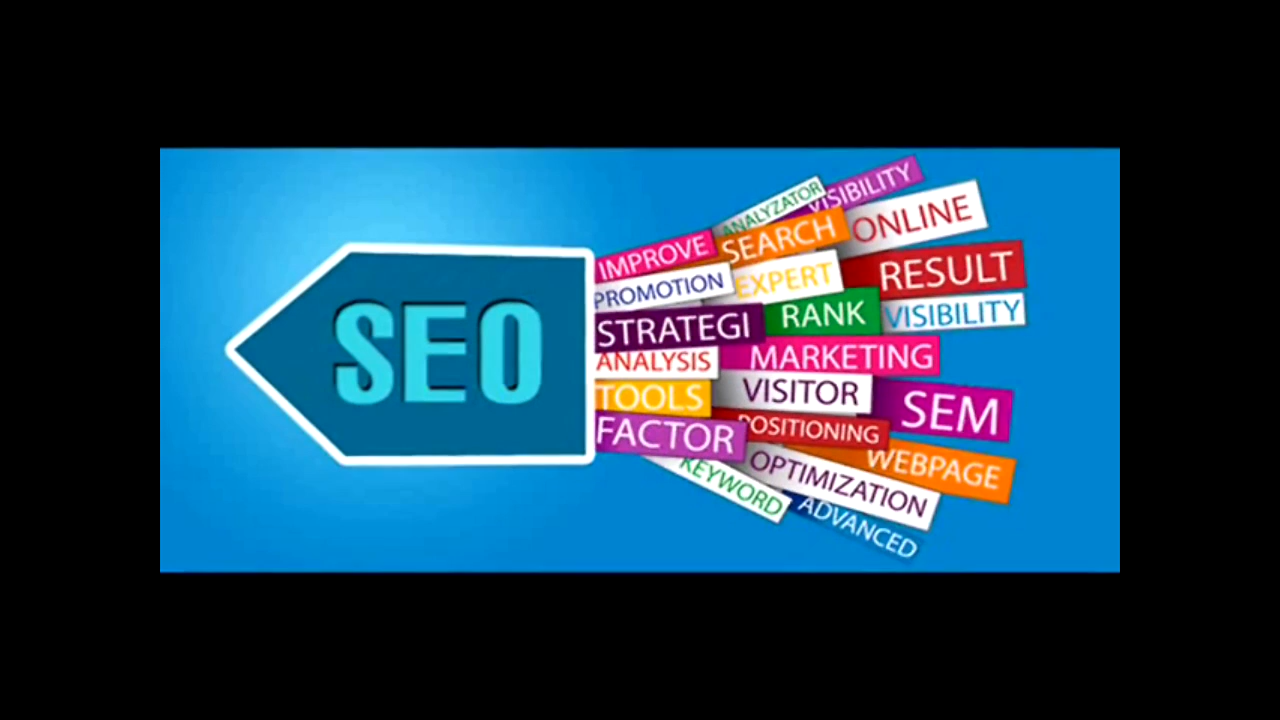 SEO
VISIBILITY
ANALYZATOR
ONLINE
SEARCH
IMPROVE
RESULT
EXPERT
PROMOTION
VISIBILITY
RANK
STRATEGI
MARKETING
ANALYSIS
VISITOR
TOOLS
SEM
POSITIONING
FACTOR
WEBPAGE
OPTIMIZATION
KEYWORD
ADVANCED